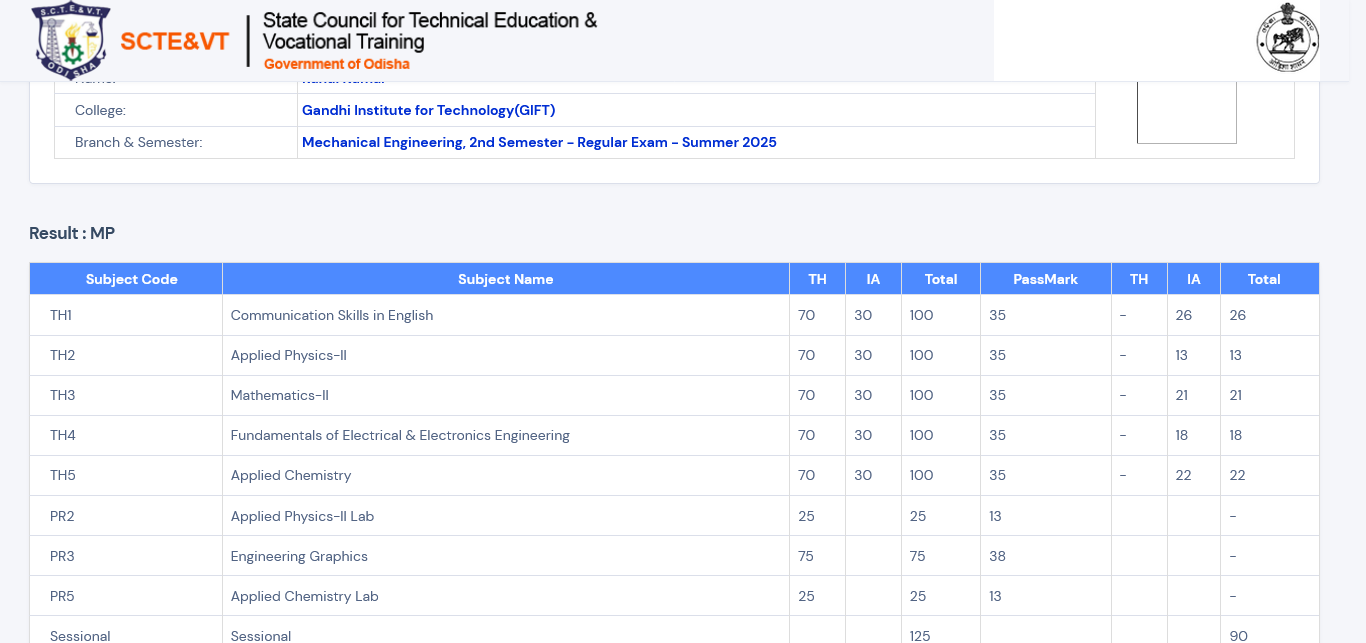 S.C.T.E.&V.T.
ODISHA
SCTE&VT
State Council for Technical Education &
Vocational Training
Government of Odisha
College: Gandhi Institute for Technology(GIFT)
Branch & Semester: Mechanical Engineering, 2nd Semester - Regular Exam - Summer 2025
Result : MP
Subject Code Subject Name TH IA Total PassMark TH IA Total
TH1 Communication Skills in English 70 30 100 35 - 26 26
TH2 Applied Physics-II 70 30 100 35 - 13 13
TH3 Mathematics-II 70 30 100 35 - 21 21
TH4 Fundamentals of Electrical & Electronics Engineering 70 30 100 35 - 18 18
TH5 Applied Chemistry 70 30 100 35 - 22 22
PR2 Applied Physics-II Lab 25 25 13 -
PR3 Engineering Graphics 75 75 38 -
PR5 Applied Chemistry Lab 25 25 13 -
Sessional Sessional 125 90